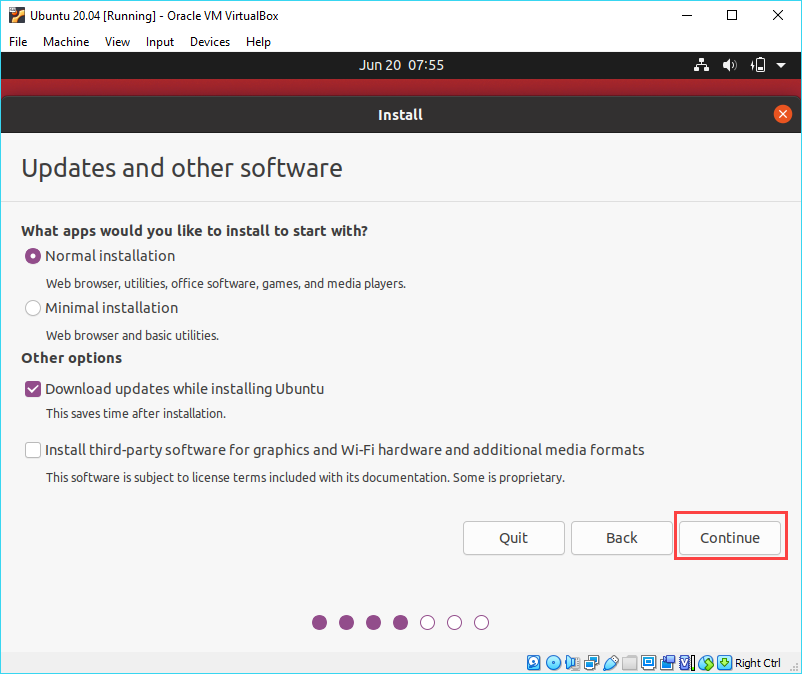 Ubuntu 20.04 [Running] - Oracle VM VirtualBox
File Machine View Input Devices Help
Jun 20 07:55
Install
Updates and other software
What apps would you like to install to start with?
Normal installation
Web browser, utilities, office software, games, and media players.
Minimal installation
Web browser and basic utilities.
Other options
Download updates while installing Ubuntu
This saves time after installation.
Install third-party software for graphics and Wi-Fi hardware and additional media formats
This software is subject to license terms included with its documentation. Some is proprietary.
Quit Back Continue
Right Ctrl